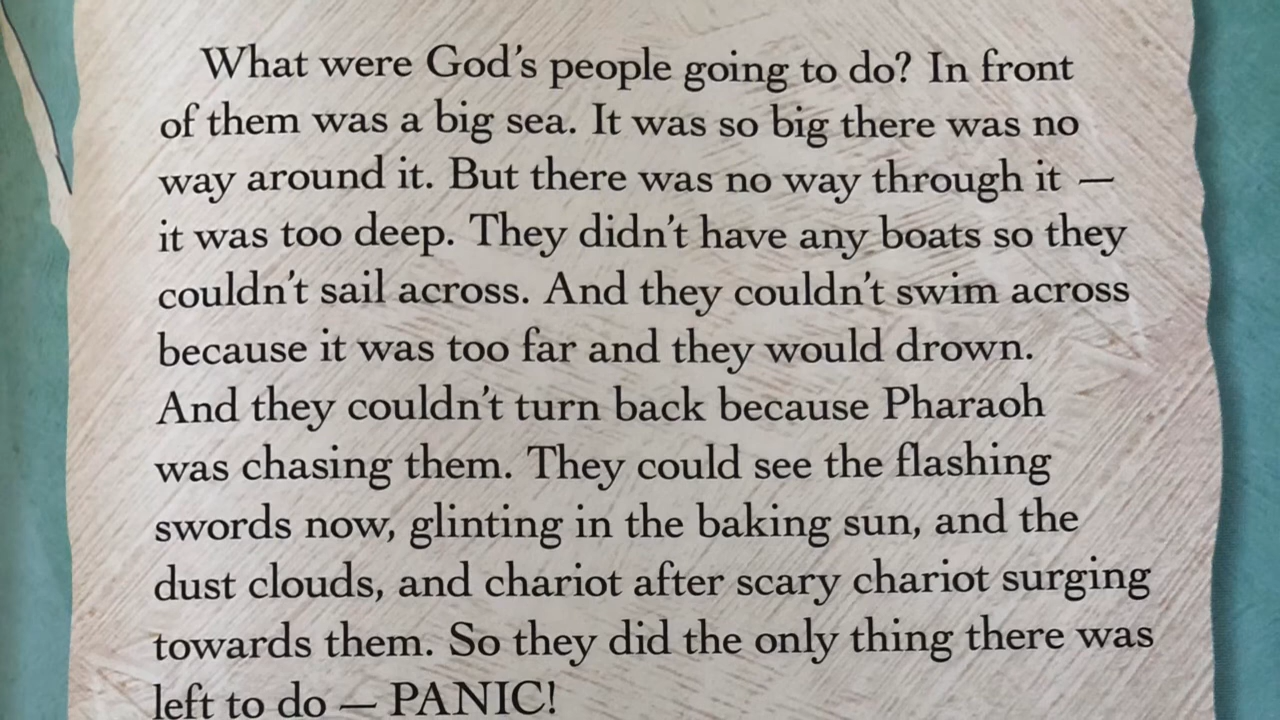 What were God's people going to do? In front
of them was a big sea. It was so big there was no
way around it. But there was no way through it —
it was too deep. They didn't have any boats so they
couldn't sail across. And they couldn't swim across
because it was too far and they would drown.
And they couldn't turn back because Pharaoh
was chasing them. They could see the flashing
swords now, glinting in the baking sun, and the
dust clouds, and chariot after scary chariot surging
towards them. So they did the only thing there was
left to do — PANIC!